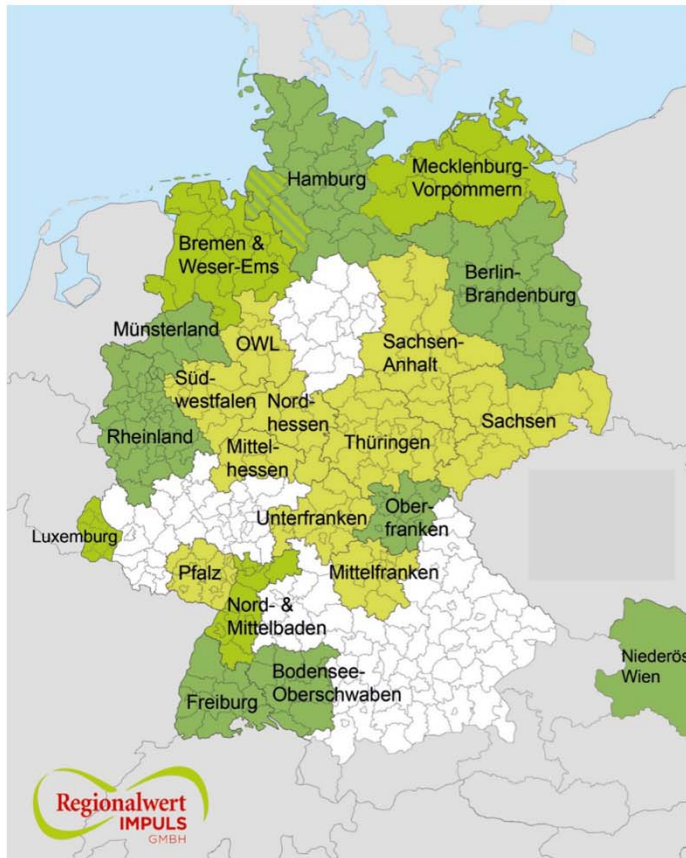 Hamburg
Mecklenburg-
Vorpommern
Bremen &
Weser-Ems
Berlin-
Brandenburg
Münsterland
OWL
Sachsen-
Anhalt
Süd-
westfalen
Nord-
hessen
Sachsen
Rheinland
Mittel-
hessen
Thüringen
Ober-
franken
Unterfranken
Luxemburg
Pfalz
Mittelfranken
Nord- &
Mittelbaden
Niederös
Wien
Bodensee-
Oberschwaben
Freiburg
Regionalwert
IMPULS
GMBH